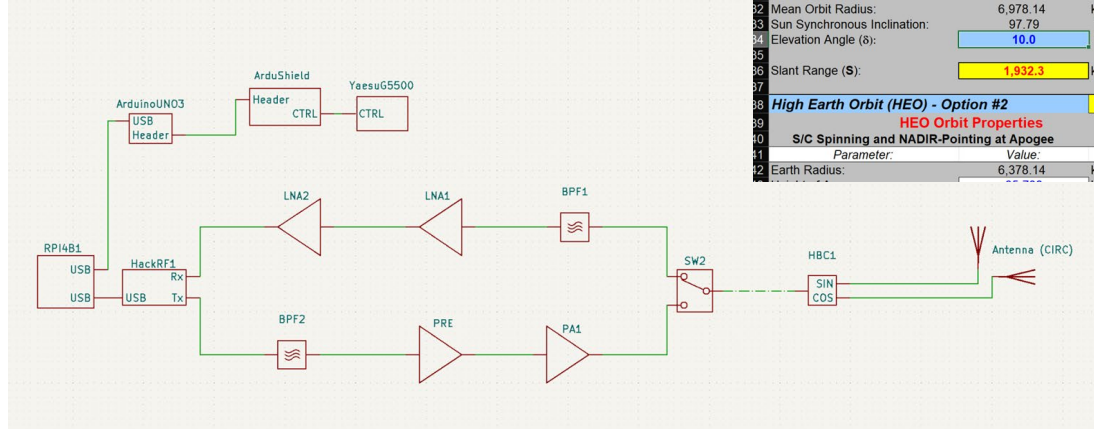 32 Mean Orbit Radius: 6,978.14
33 Sun Synchronous Inclination: 97.79
34 Elevation Angle (δ): 10.0
35
36 Slant Range (S): 1,932.3
37
38 High Earth Orbit (HEO) - Option #2
39 HEO Orbit Properties
40 S/C Spinning and NADIR-Pointing at Apogee
41 Parameter: Value:
42 Earth Radius: 6,378.14
ArduShield
YaesuG5500
Header
CTRL
CTRL
ArduinoUNO3
USB
Header
LNA2
LNA1
BPF1
RPI4B1
USB
USB
HackRF1
Rx
USB
Tx
SW2
HBC1
SIN
COS
Antenna (CIRC)
BPF2
PRE
PA1